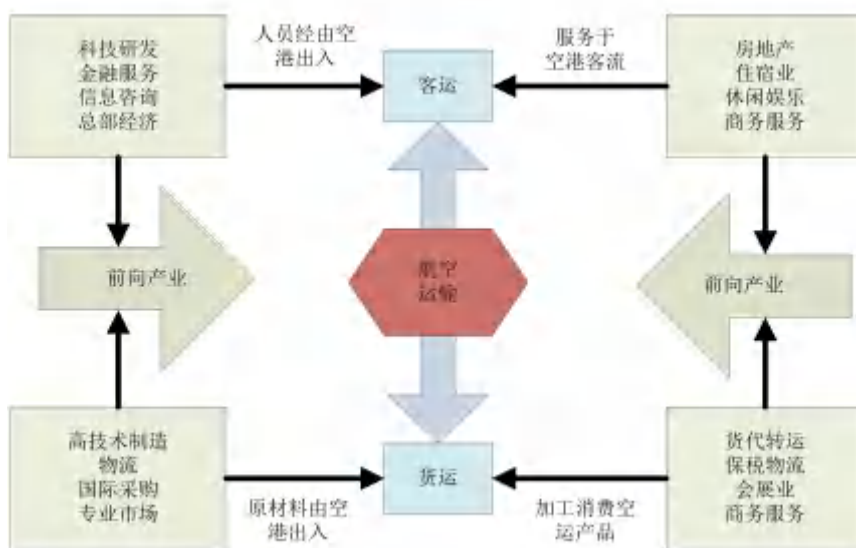 科技研发
金融服务
信息咨询
总部经济
人员经由空
港出入
客运
服务于
空港客流
房地产
住宿业
休闲娱乐
商务服务
前向产业
航空
运输
前向产业
高技术制造
物流
国际采购
专业市场
原材料由空
港出入
货运
加工消费空
运产品
货代转运
保税物流
会展业
商务服务